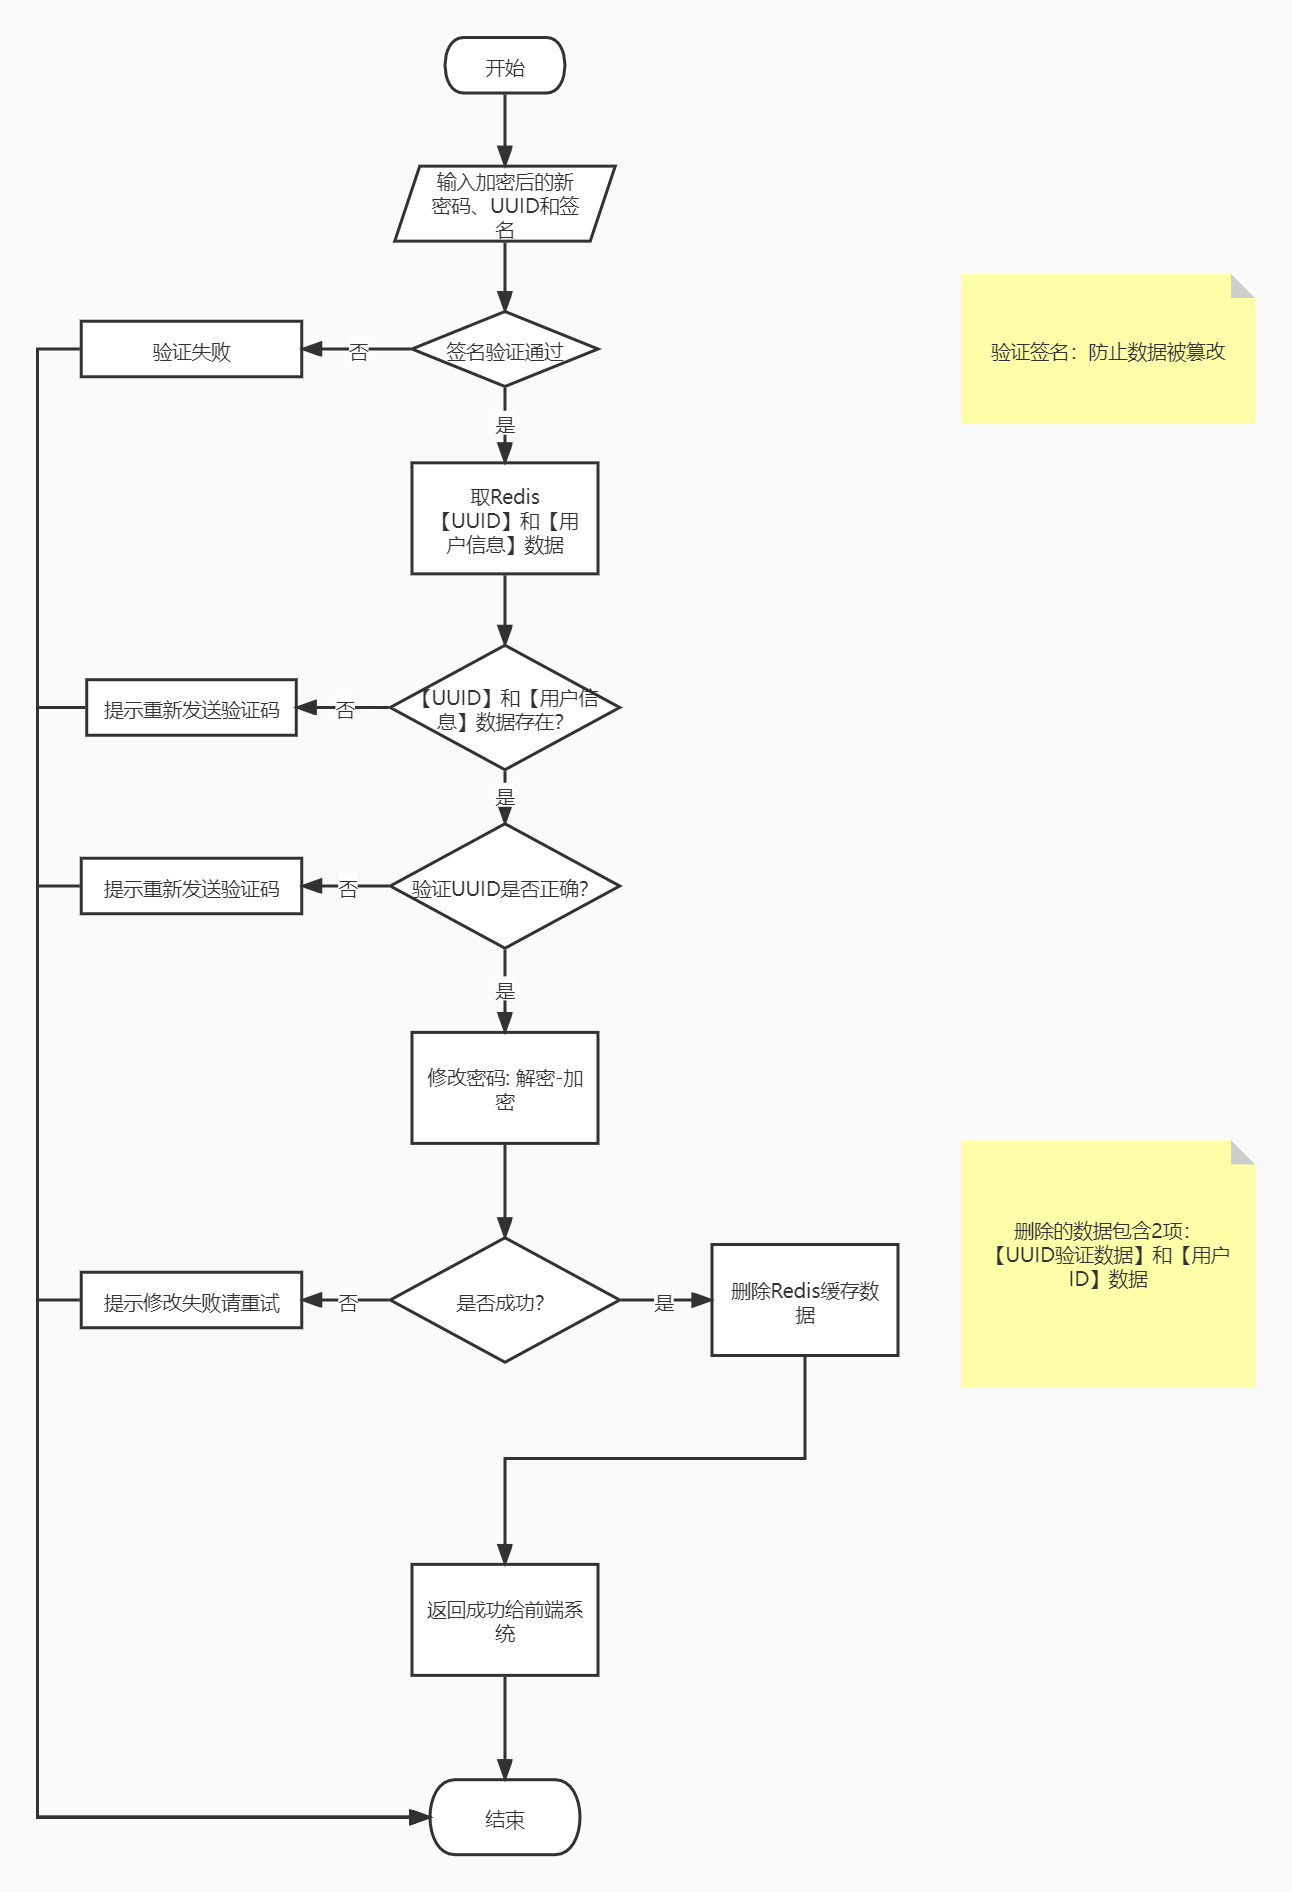 开始
输入加密后的新
密码、UUID和签
名
验证失败
否
签名验证通过
验证签名：防止数据被篡改
是
取Redis
【UUID】和【用
户信息】数据
提示重新发送验证码
否
【UUID】和【用户信
息】数据存在？
是
提示重新发送验证码
否
验证UUID是否正确？
是
修改密码: 解密-加
密
提示修改失败请重试
否
是否成功？
是
删除Redis缓存数
据
删除的数据包含2项：
【UUID验证数据】和【用户
ID】数据
返回成功给前端系
统
结束